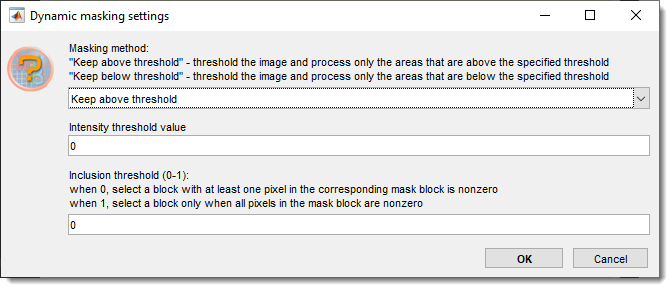 Dynamic masking settings
Masking method:
"Keep above threshold" - threshold the image and process only the areas that are above the specified threshold
"Keep below threshold" - threshold the image and process only the areas that are below the specified threshold
Keep above threshold
Intensity threshold value
0
Inclusion threshold (0-1):
when 0, select a block with at least one pixel in the corresponding mask block is nonzero
when 1, select a block only when all pixels in the mask block are nonzero
0
OK Cancel